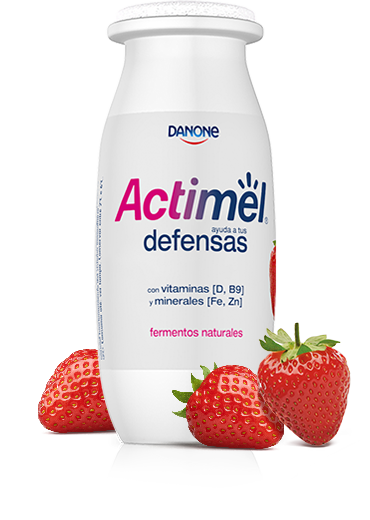 DANONE
Actimel®
ayuda a tus
defensas
con vitaminas [D, B9]
y minerales [Fe, Zn]
fermentos naturales